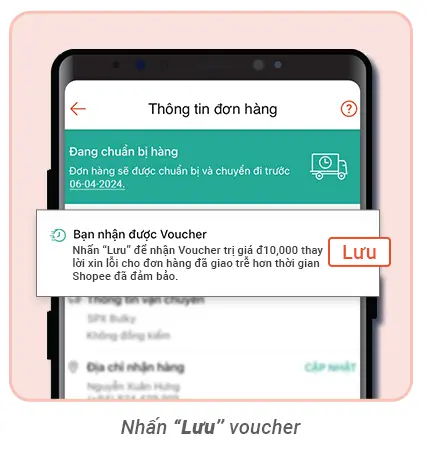 Thông tin đơn hàng
Đang chuẩn bị hàng
Đơn hàng sẽ được chuẩn bị và chuyển đi trước
06-04-2024.
Bạn nhận được Voucher
Nhấn “Lưu” để nhận Voucher trị giá đ10,000 thay
lời xin lỗi cho đơn hàng đã giao trễ hơn thời gian
Shopee đã đảm bảo.
Lưu
Thông tin vận chuyển
SPX Bulky
Không đồng kiểm
Địa chỉ nhận hàng
CẬP NHẬT
Nguyễn Xuân Hưng
Nhấn “Lưu” voucher